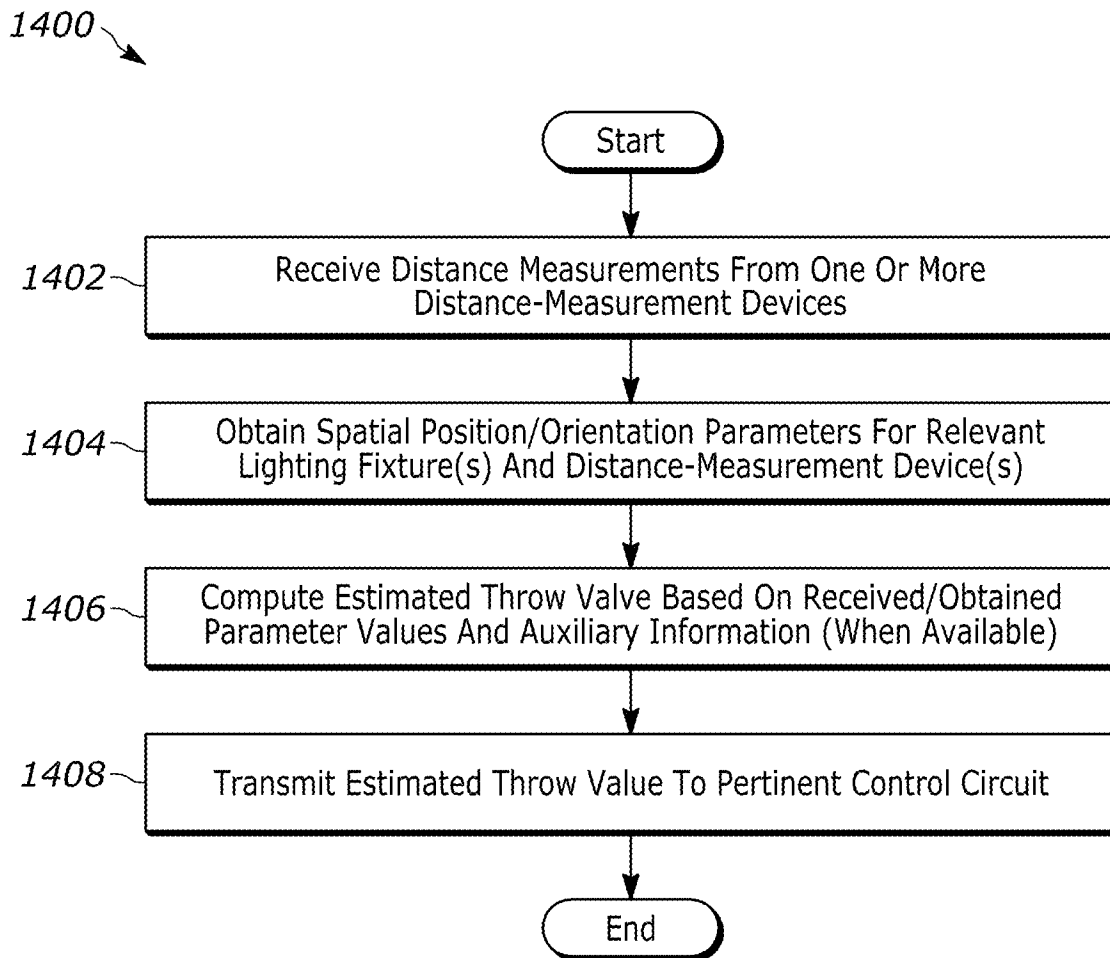 1400
Start
1402
Receive Distance Measurements From One Or More
Distance-Measurement Devices
1404
Obtain Spatial Position/Orientation Parameters For Relevant
Lighting Fixture(s) And Distance-Measurement Device(s)
1406
Compute Estimated Throw Valve Based On Received/Obtained
Parameter Values And Auxiliary Information (When Available)
1408
Transmit Estimated Throw Value To Pertinent Control Circuit
End